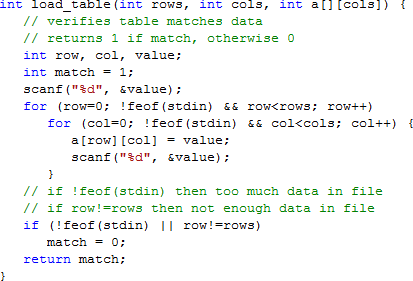 int load_table(int rows, int cols, int a[][cols]) {
// verifies table matches data
// returns 1 if match, otherwise 0
int row, col, value;
int match = 1;
scanf("%d", &value);
for (row=0; !feof(stdin) && row<rows; row++)
for (col=0; !feof(stdin) && col<cols; col++) {
a[row][col] = value;
scanf("%d", &value);
}
// if !feof(stdin) then too much data in file
// if row!=rows then not enough data in file
if (!feof(stdin) || row!=rows)
match = 0;
return match;
}